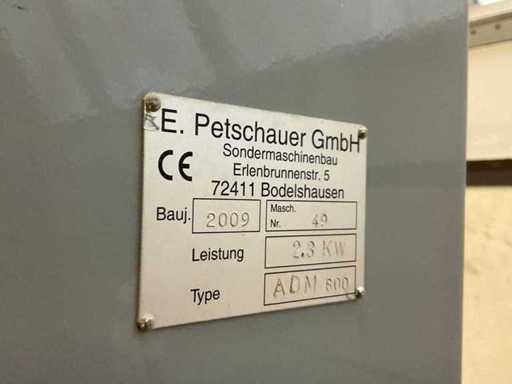 E. Petschauer GmbH
Sondermaschinenbau
Erlenbrunnenstr. 5
72411 Bodelshausen
CE
Bauj. 2009 Masch. Nr. 49
Leistung 2.3 KW
Type ADM 800